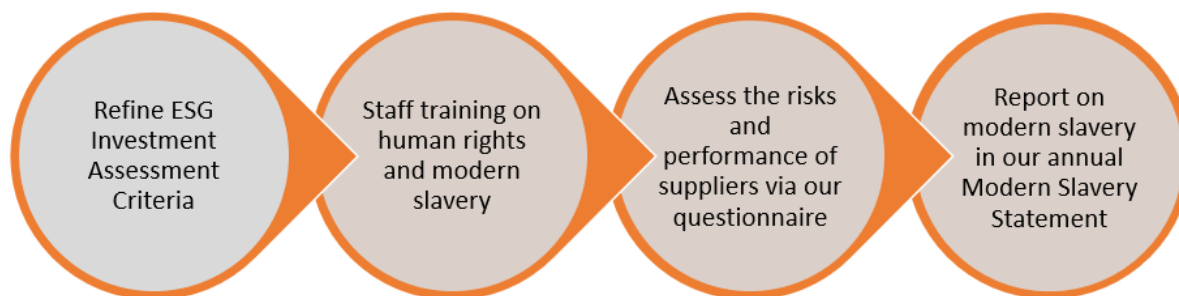 Refine ESG
Investment
Assessment
Criteria
Staff training on
human rights
and modern
slavery
Assess the risks
and
performance of
suppliers via our
questionnaire
Report on
modern slavery
in our annual
Modern Slavery
Statement